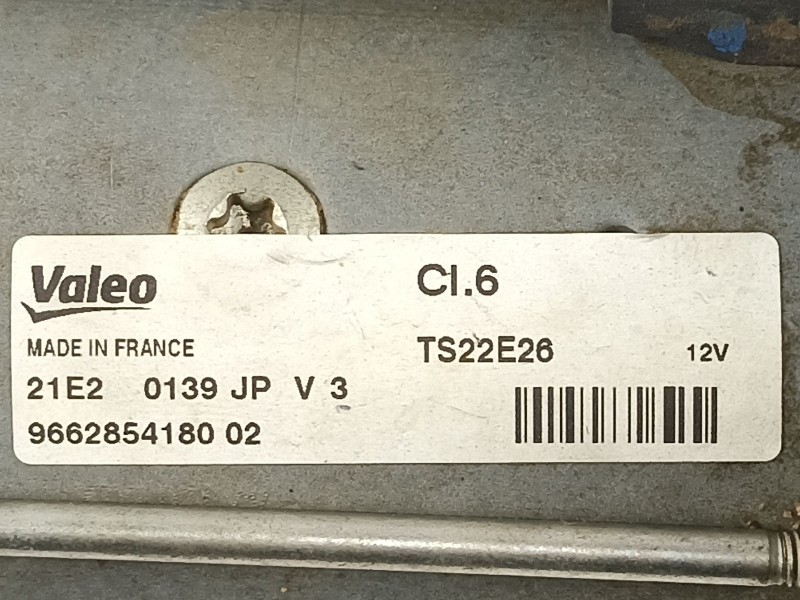 Valeo
Cl.6
MADE IN FRANCE
TS22E26 12V
21E2 0139 JP V 3
9662854180 02